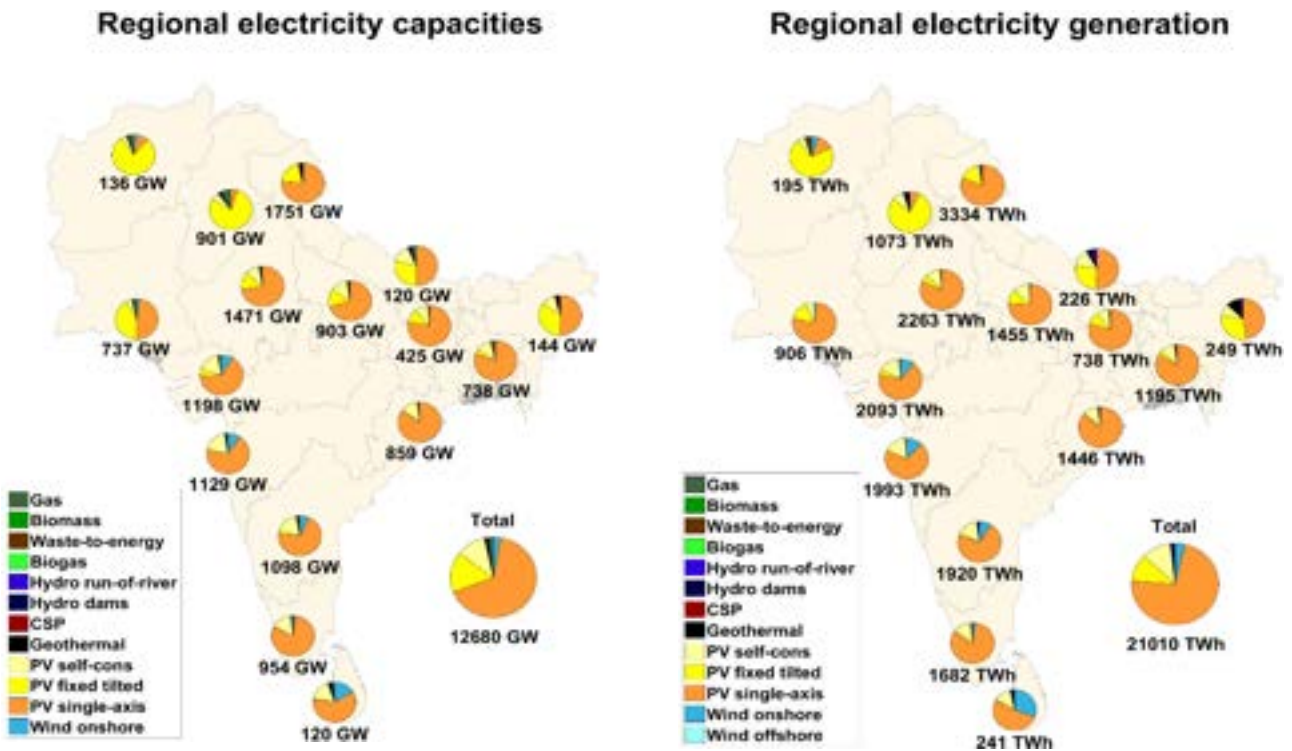 Regional electricity capacities
136 GW
1751 GW
901 GW
120 GW
1471 GW
903 GW
425 GW
144 GW
737 GW
738 GW
1198 GW
859 GW
1129 GW
1098 GW
954 GW
120 GW
Total
12680 GW
Gas
Biomass
Waste-to-energy
Biogas
Hydro run-of-river
Hydro dams
CSP
Geothermal
PV self-cons
PV fixed tilted
PV single-axis
Wind onshore
Regional electricity generation
195 TWh
3334 TWh
1073 TWh
226 TWh
2263 TWh
1455 TWh
738 TWh
249 TWh
906 TWh
1195 TWh
2093 TWh
1446 TWh
1993 TWh
1920 TWh
1682 TWh
241 TWh
Total
21010 TWh
Gas
Biomass
Waste-to-energy
Biogas
Hydro run-of-river
Hydro dams
CSP
Geothermal
PV self-cons
PV fixed tilted
PV single-axis
Wind onshore
Wind offshore